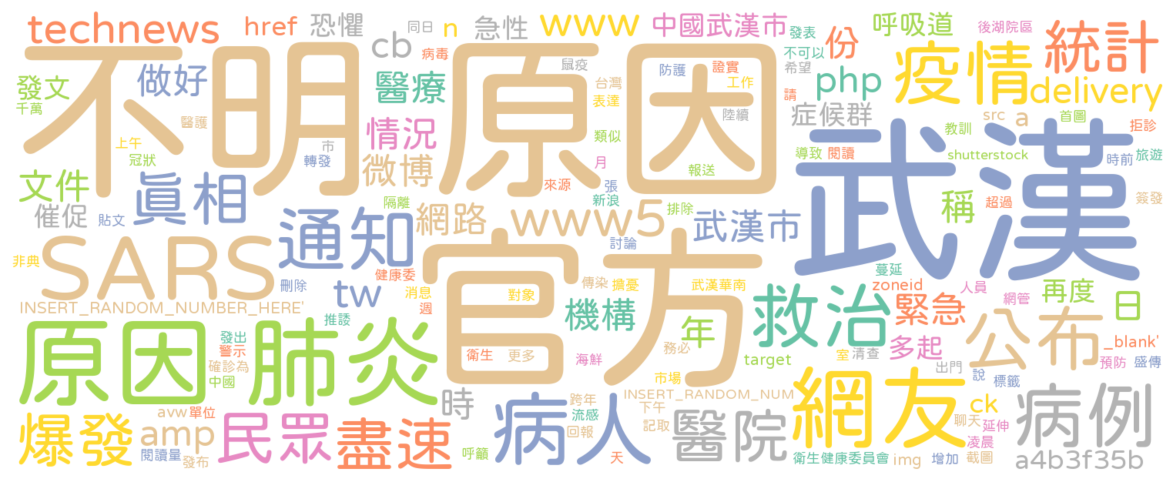 technews
href
恐懼
同日
n
急性
www
中國武漢市
發表
份
呼吸道
後湖院區
統計
cb
病毒
鼠疫
不可以
希望
不明原因
發文
千萬
做好
醫療
台灣
表達
防護
證實
工作
請
php
疫情
delivery
醫護
上午
冠狀
市
轉發
情況
類似
陸續
症候群
src
a
首圖
教訓
拒診
文件
真相
微博
月
來源
張
新浪
報送
導致
閱讀
shutterstock
時前
旅遊
催促
貼文
隔離
網路
www5
排除
武漢市
武漢
稱
超過
簽發
非典
SARS
通知
健康委
討論
刪除
tw
消息
週
官方
傳染
擔憂
武漢華南
蔓延
zoneid
人員
網管
再度
日
INSERT_RANDOM_NUMBER_HERE'
推諉
對象
機構
年
救治
緊急
原因
肺炎
發出
警示
確診為
中國
衛生
更多
海鮮
務必
target
室
清查
多起
公布
_blank'
預防
盛傳
出門
市場
說
標籤
INSERT_RANDOM_NUM
爆發
avw
單位
amp
閱讀量
發布
民眾
盡速
時
呼籲
病人
跨年
流感
回報
天
下午
記取
醫院
網友
ck
聊天
延伸
凌晨
病例
衛生健康委員會
img
增加
截圖
a4b3f35b